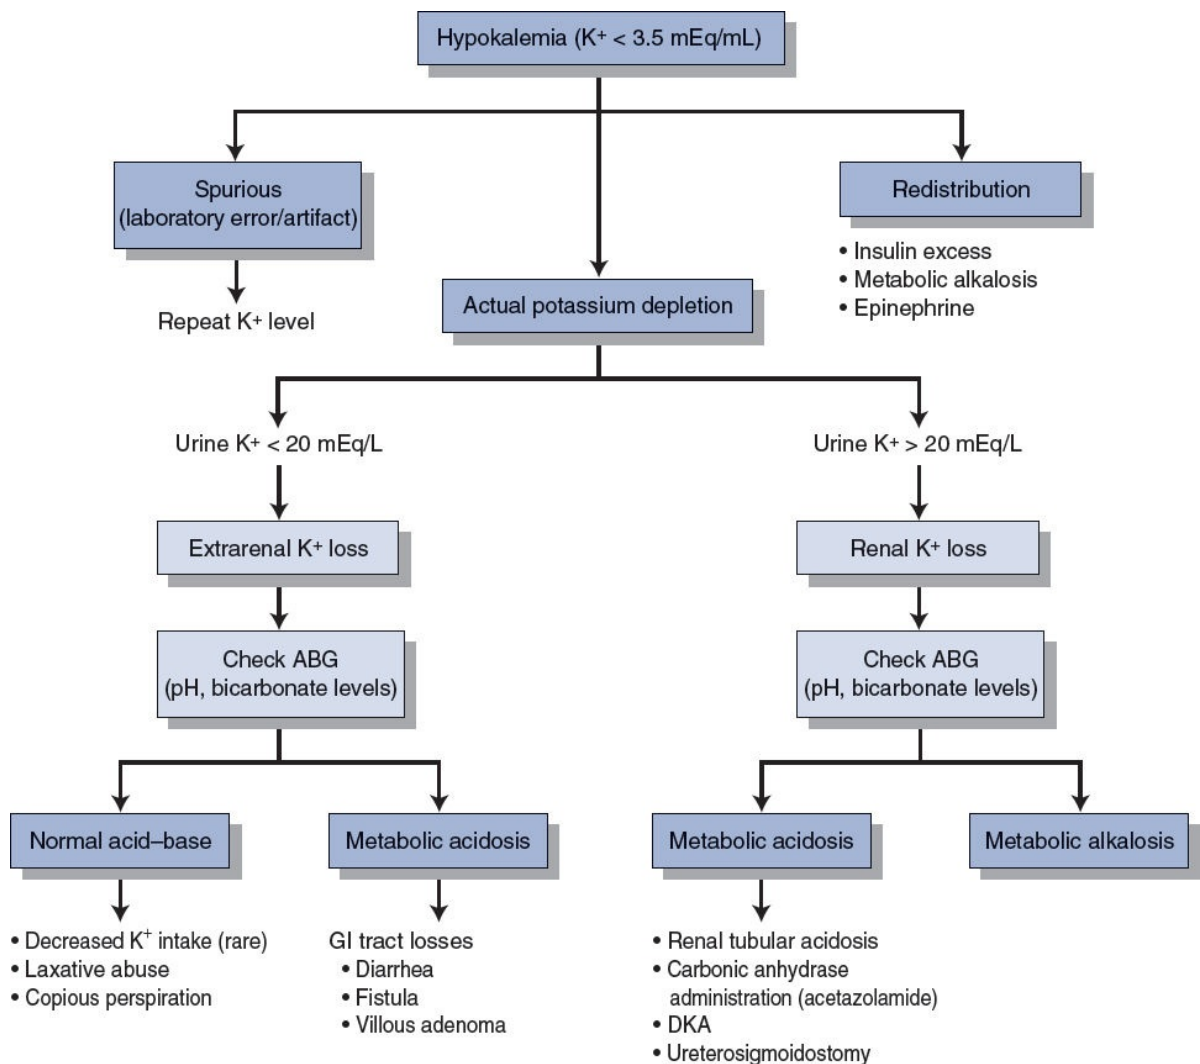 Hypokalemia (K+ < 3.5 mEq/mL)
Spurious
(laboratory error/artifact)
Repeat K+ level
Redistribution
• Insulin excess
• Metabolic alkalosis
• Epinephrine
Actual potassium depletion
Urine K+ < 20 mEq/L
Urine K+ > 20 mEq/L
Extrarenal K+ loss
Renal K+ loss
Check ABG
(pH, bicarbonate levels)
Check ABG
(pH, bicarbonate levels)
Normal acid–base
Metabolic acidosis
Metabolic acidosis
Metabolic alkalosis
• Decreased K+ intake (rare)
• Laxative abuse
• Copious perspiration
GI tract losses
• Diarrhea
• Fistula
• Villous adenoma
• Renal tubular acidosis
• Carbonic anhydrase
administration (acetazolamide)
• DKA
• Ureterosigmoidostomy